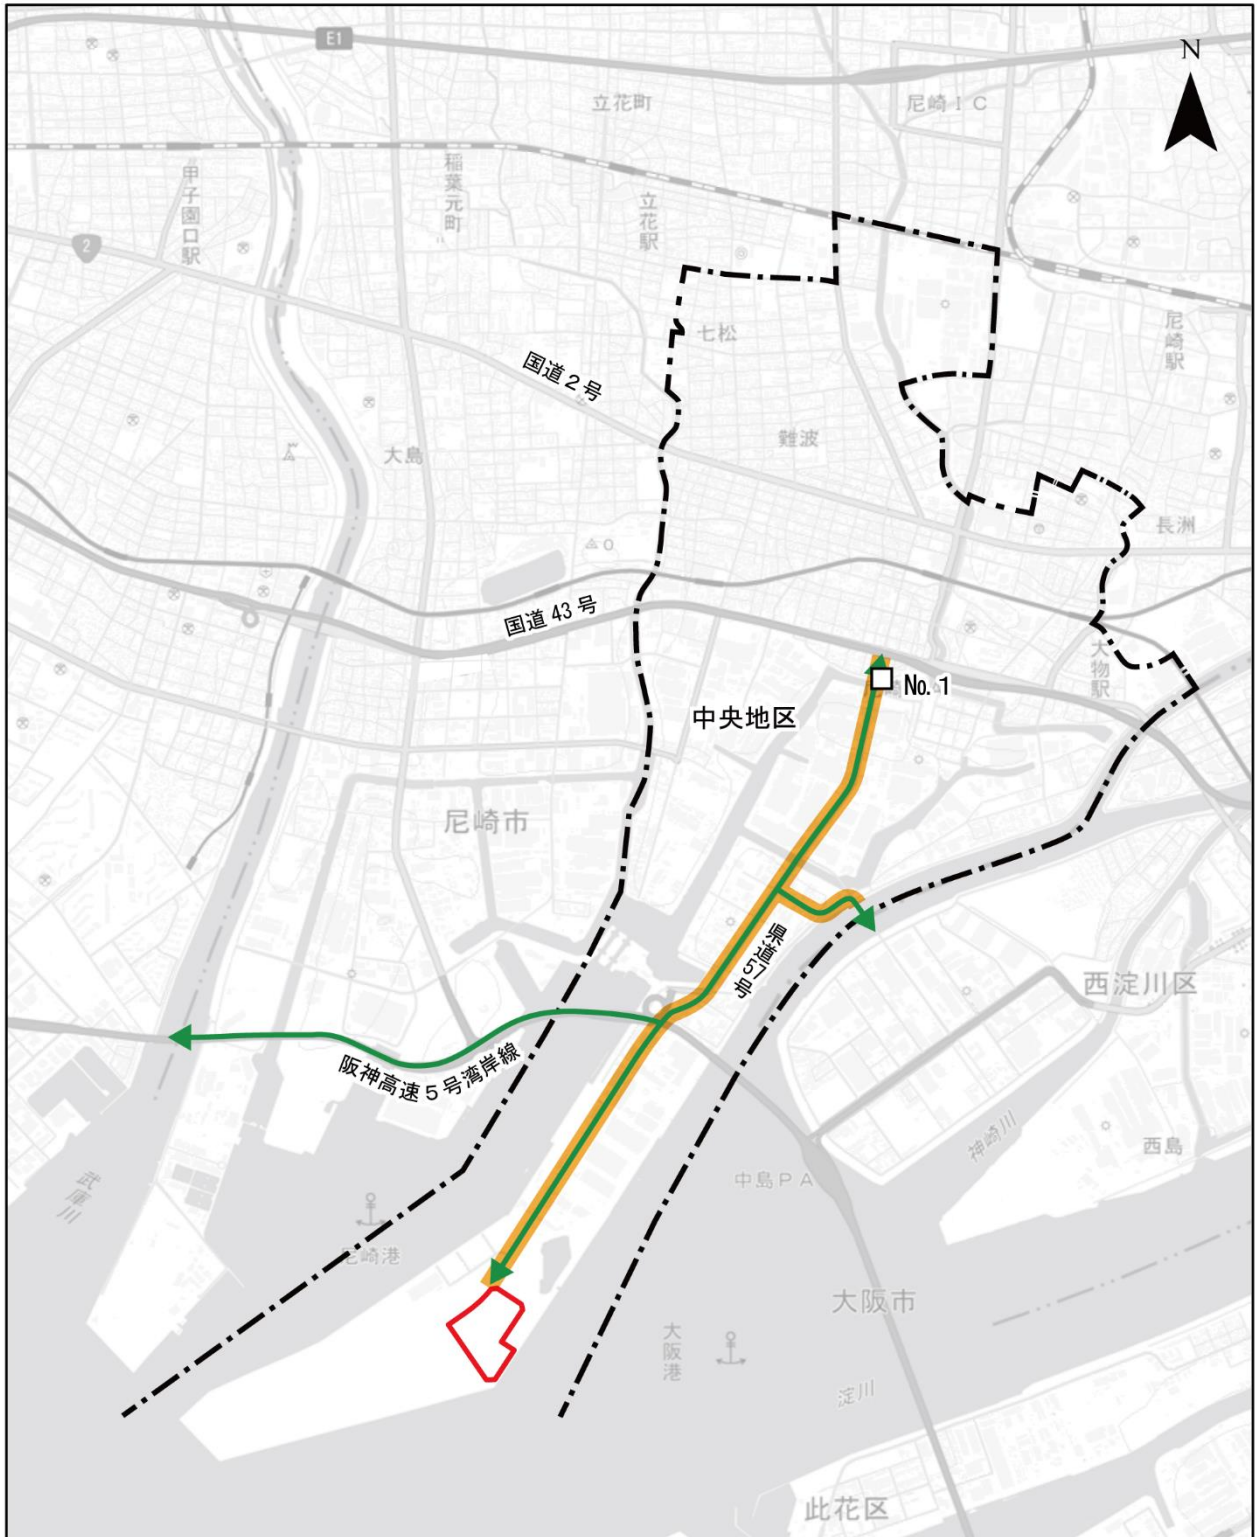 E1
N
立花町
尼崎ＩＣ
甲子園口駅
稲葉元町
立花駅
2
七松
尼崎駅
国道２号
難波
大島
長洲
国道 43 号
大物駅
No. 1
中央地区
尼崎市
県道57号
西淀川区
阪神高速５号湾岸線
神崎川
西島
中島ＰＡ
武庫川
尼崎港
大阪市
大阪港
淀川
此花区